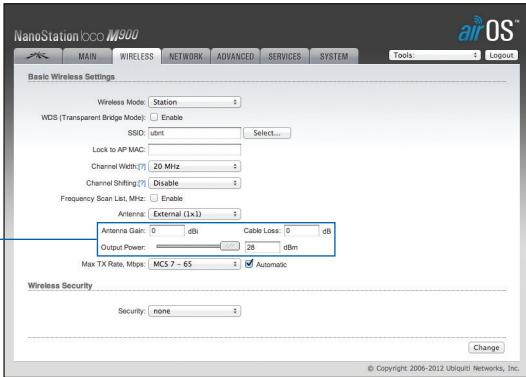 NanoStation loco M900
airOS
MAIN WIRELESS NETWORK ADVANCED SERVICES SYSTEM Tools: Logout
Basic Wireless Settings
Wireless Mode: Station
WDS (Transparent Bridge Mode): Enable
SSID: ubnt Select...
Lock to AP MAC:
Channel Width:[?] 20 MHz
Channel Shifting:[?] Disable
Frequency Scan List, MHz: Enable
Antenna: External (1x1)
Antenna Gain: 0 dBi Cable Loss: 0 dB
Output Power: 28 dBm
Max TX Rate, Mbps: MCS 7 - 65 Automatic
Wireless Security
Security: none
Change
© Copyright 2006-2012 Ubiquiti Networks, Inc.